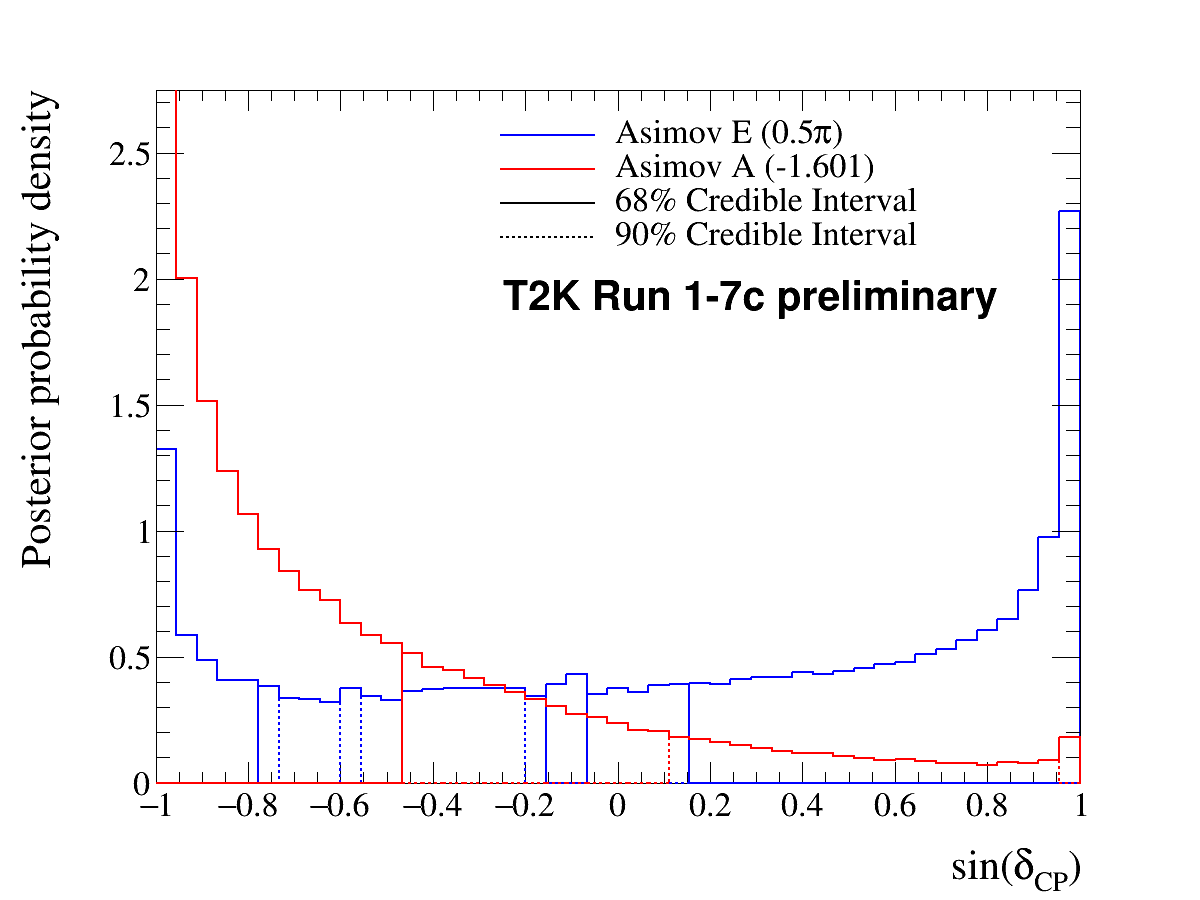 Posterior probability density
2.5
2
1.5
1
0.5
0
Asimov E (0.5π)
Asimov A (-1.601)
68% Credible Interval
90% Credible Interval
T2K Run 1-7c preliminary
−1 −0.8 −0.6 −0.4 −0.2 0 0.2 0.4 0.6 0.8 1
sin(δCP)